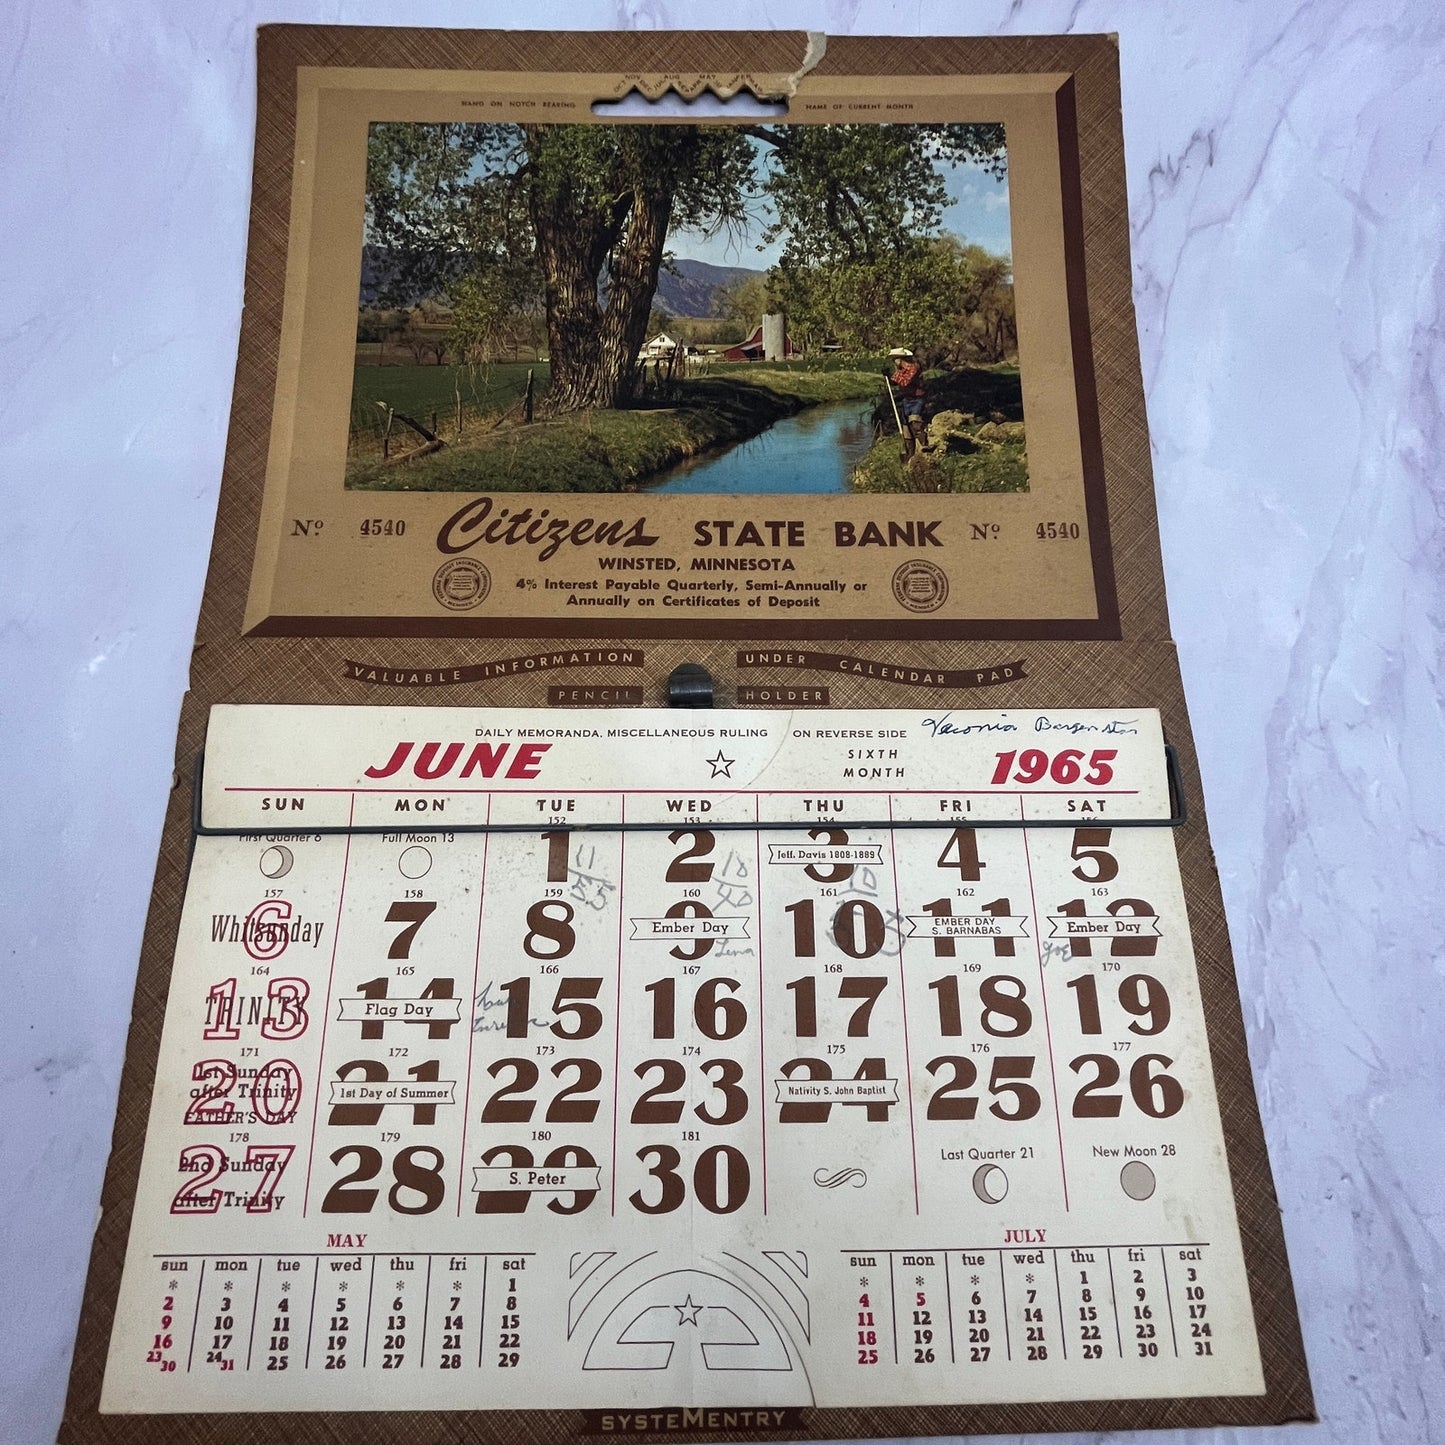 HANG ON NOTCH BEARING NAME OF CURRENT MONTH
Nº 4540 Citizens STATE BANK Nº 4540
WINSTED, MINNESOTA
4% Interest Payable Quarterly, Semi-Annually or
Annually on Certificates of Deposit
VALUABLE INFORMATION UNDER CALENDAR PAD
PENCIL HOLDER
DAILY MEMORANDA, MISCELLANEOUS RULING ON REVERSE SIDE
JUNE SIXTH MONTH 1965
SUN MON TUE WED THU FRI SAT
152 153 154 155 156
First Quarter 6 Full Moon 13 1 2 3 4 5
Jeff. Davis 1808-1889
11 10 10
55 40
157 158 159 160 161 162 163
6 7 8 9 10 11 12
Whitsunday Ember Day EMBER DAY S. BARNABAS Ember Day
Lena Joe
164 165 166 167 168 169 170
13 14 15 16 17 18 19
TRINITY Flag Day
171 172 173 174 175 176 177
20 21 22 23 24 25 26
1st Sunday after Trinity FATHER'S DAY 1st Day of Summer Nativity S. John Baptist
178 179 180 181
27 28 29 30 Last Quarter 21 New Moon 28
2nd Sunday after Trinity S. Peter
MAY
sun mon tue wed thu fri sat
* * * * * * 1
2 3 4 5 6 7 8
9 10 11 12 13 14 15
16 17 18 19 20 21 22
23 30 24 31 25 26 27 28 29
JULY
sun mon tue wed thu fri sat
* * * * 1 2 3
4 5 6 7 8 9 10
11 12 13 14 15 16 17
18 19 20 21 22 23 24
25 26 27 28 29 30 31
SYSTEMENTRY